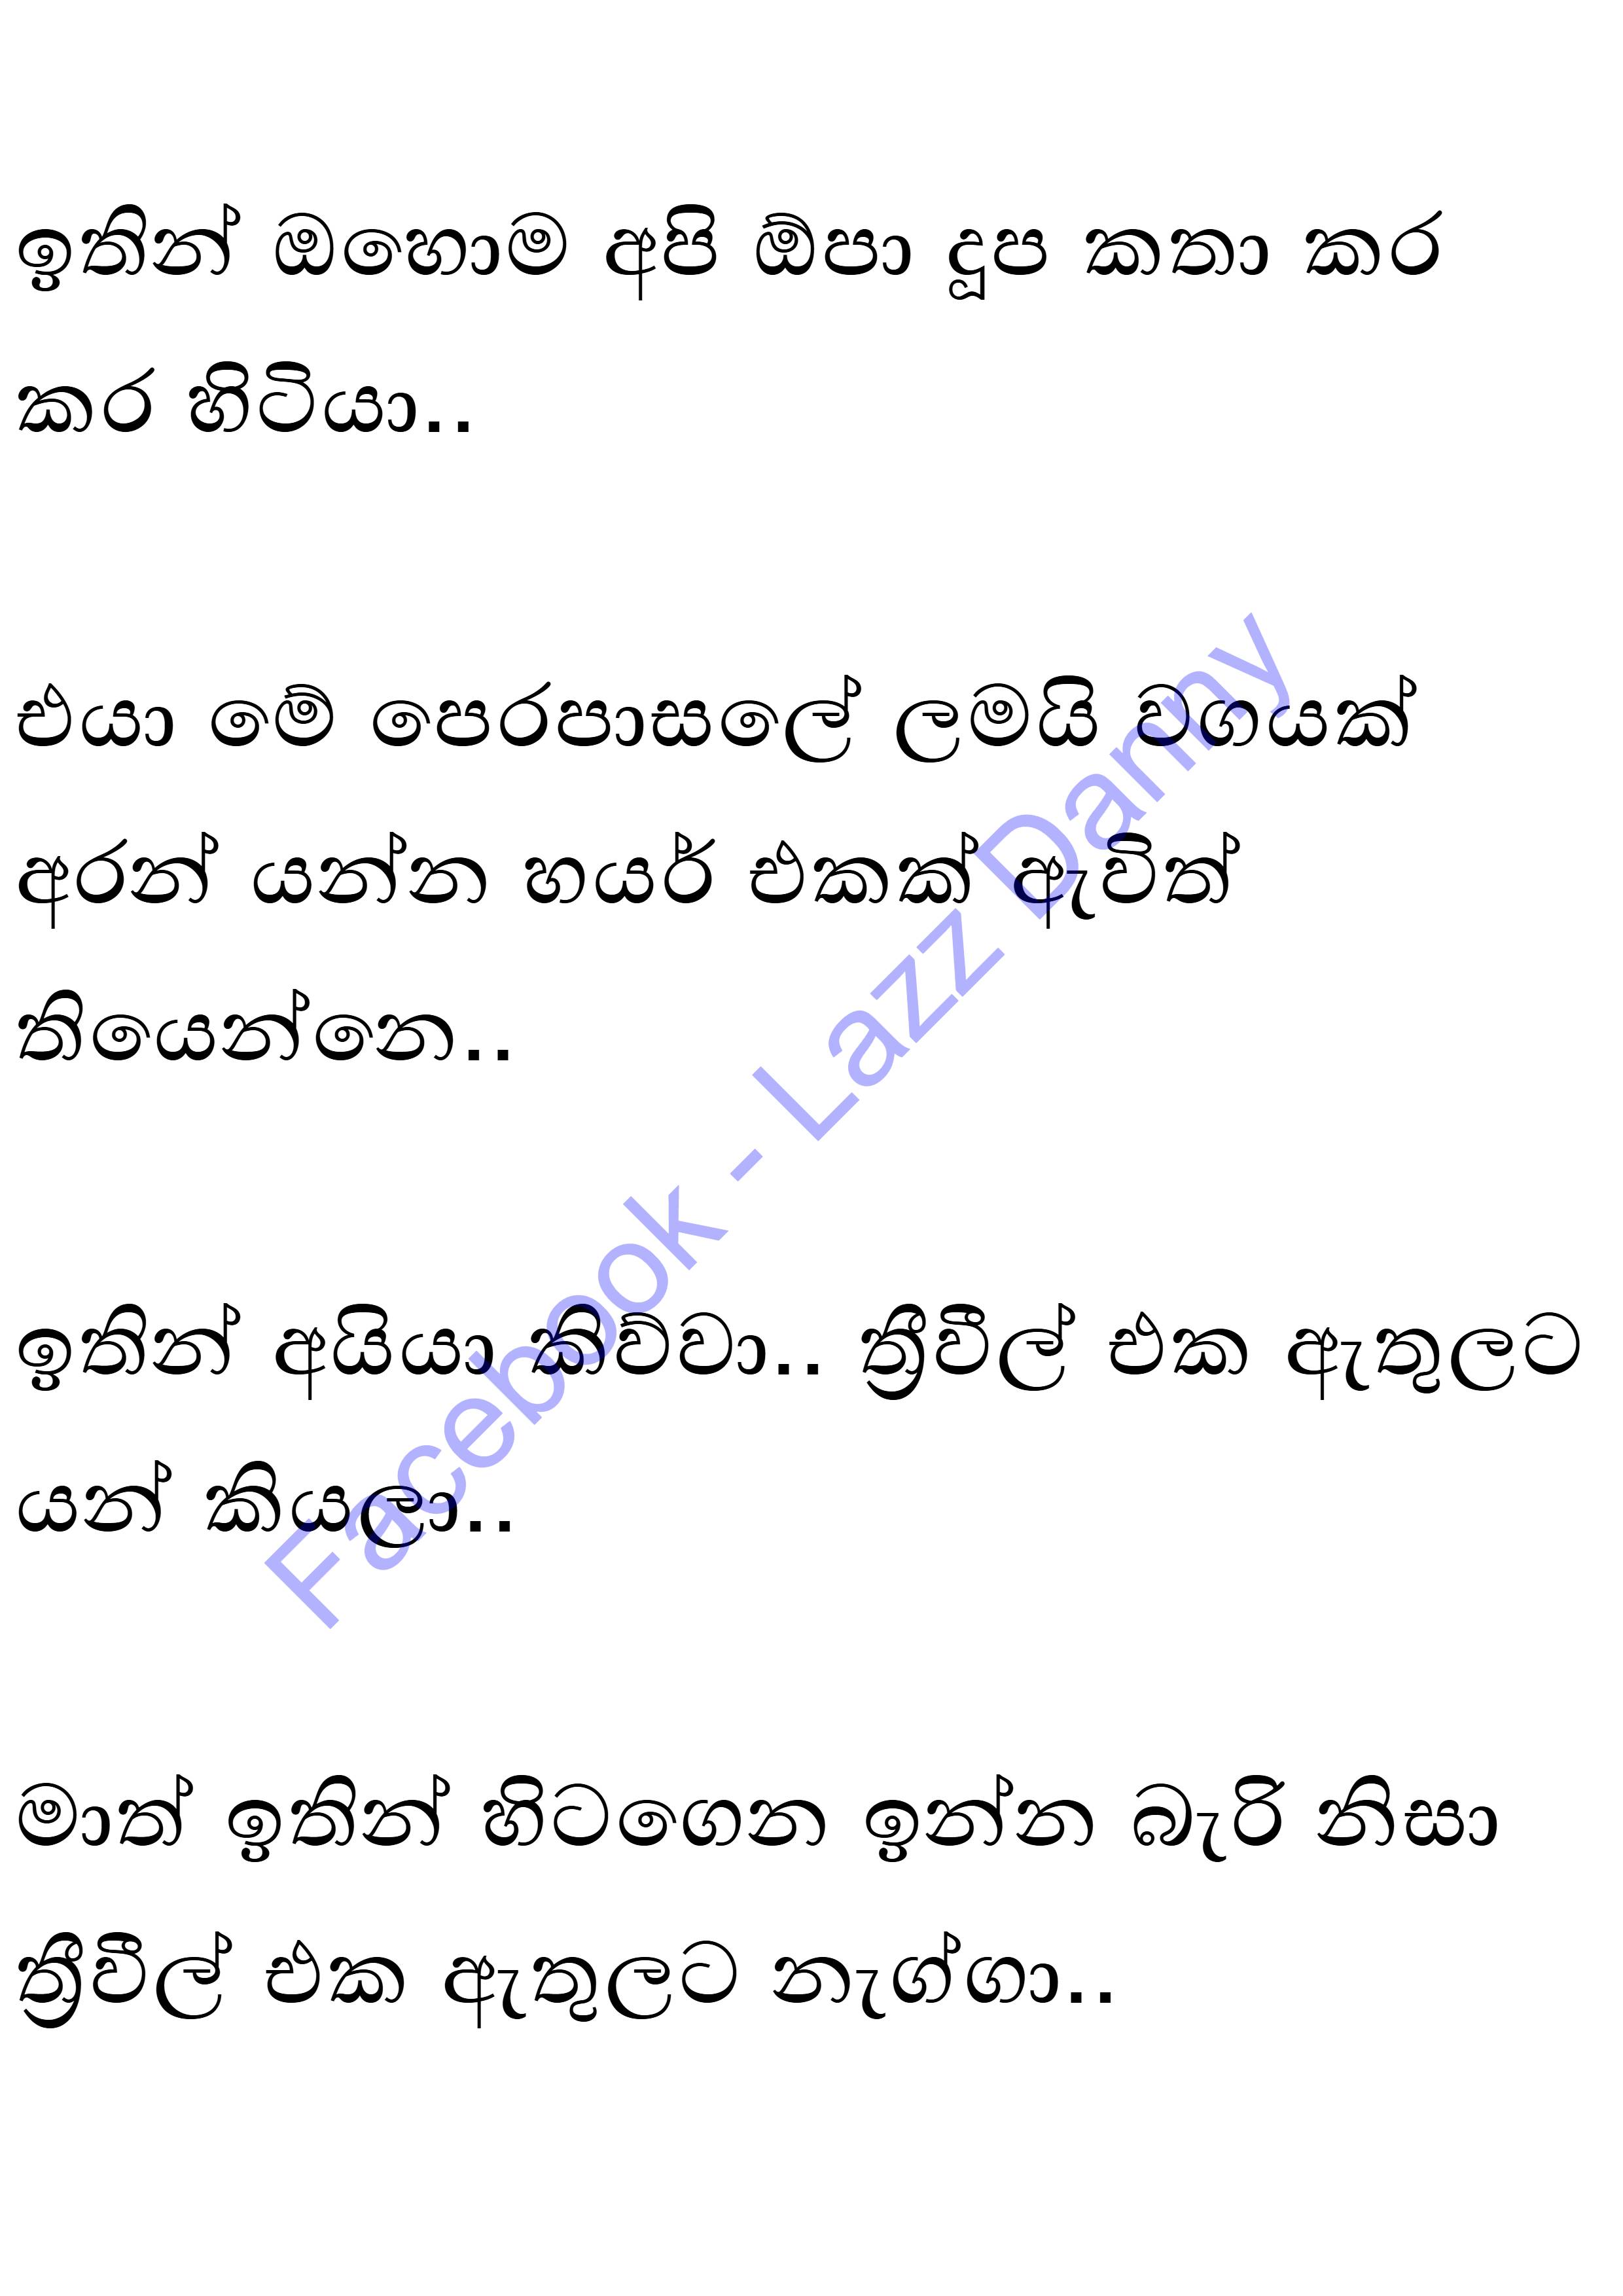 ඉතින් ඔහොම අපි ඕපා දූප කතා කර
කර හිටියා..
එයා මේ පෙරපාසලේ ලමයි වගයක්
අරන් යන්න හයර් එකක් ඇවිත්
තියෙන්නෙ..
ඉතින් අයියා කිව්වා.. ත්‍රීවීල් එක ඇතුලට
යන් කියලා..
මාත් ඉතින් හිටගෙන ඉන්න බැරි නිසා
ත්‍රීවීල් එක ඇතුලට නැග්ගා..
Facebook - Lazz Danny